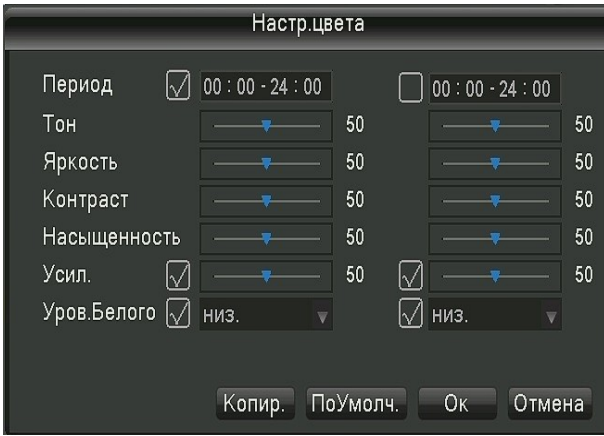 Настр.цвета
Период 00 : 00 - 24 : 00 00 : 00 - 24 : 00
Тон 50 50
Яркость 50 50
Контраст 50 50
Насыщенность 50 50
Усил. 50 50
Уров.Белого низ. низ.
Копир. ПоУмолч. Ок Отмена